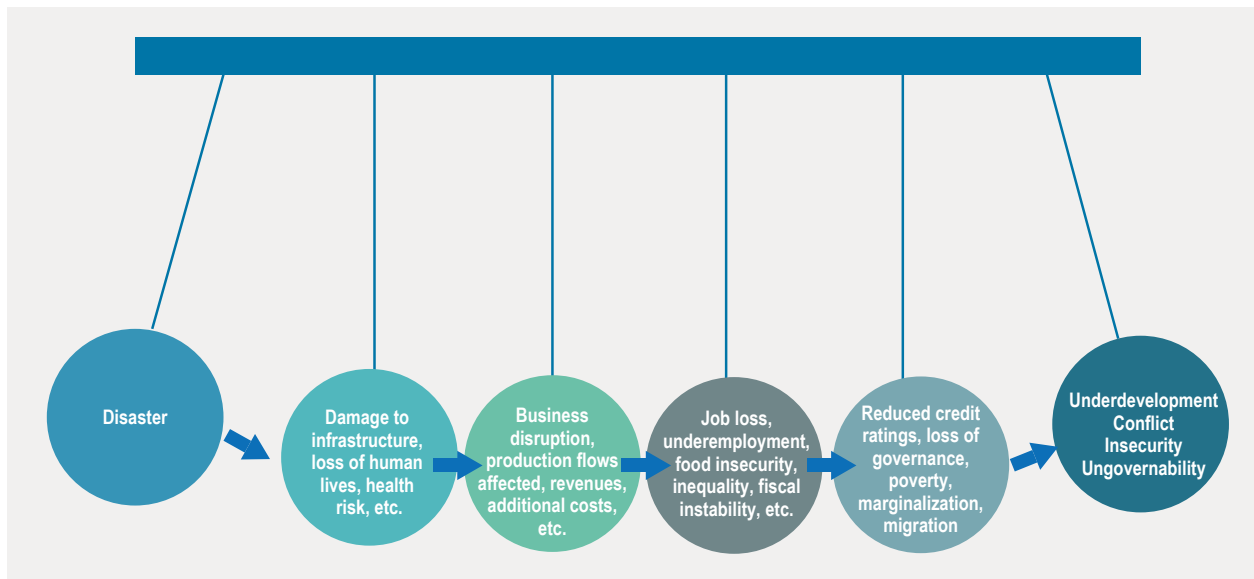 Disaster
Damage to
infrastructure,
loss of human
lives, health
risk, etc.
Business
disruption,
production flows
affected, revenues,
additional costs,
etc.
Job loss,
underemployment,
food insecurity,
inequality, fiscal
instability, etc.
Reduced credit
ratings, loss of
governance,
poverty,
marginalization,
migration
Underdevelopment
Conflict
Insecurity
Ungovernability